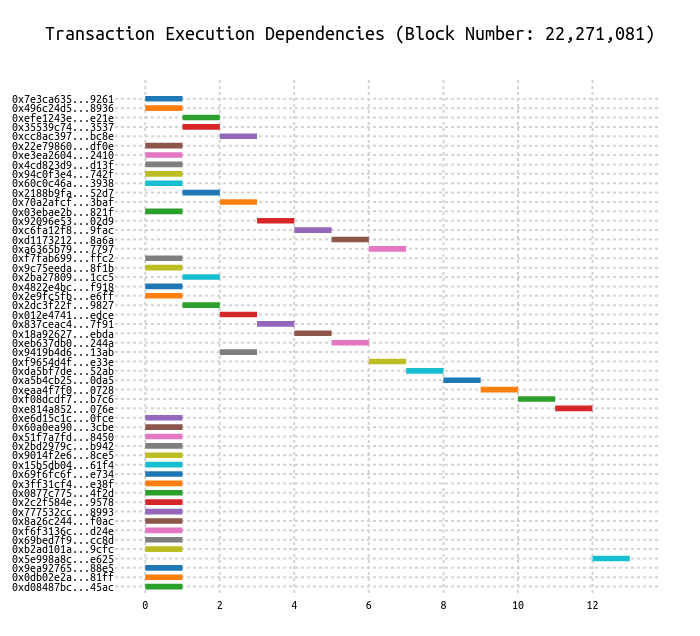 Transaction Execution Dependencies (Block Number: 22,271,081)
0x7e3ca635...9261
0x496c24d5...8936
0xefe1243e...e21e
0x35539c74...3537
0xcc8ac397...bc8e
0x22e79860...df0e
0xe3ea2604...2410
0x4cd823d9...d13f
0x94c0f3e4...742f
0x60c0c46a...3938
0x2188b9fa...52d7
0x70a2afcf...3baf
0x03ebae2b...821f
0x92096e53...02d9
0xc6fa12f8...9fac
0xd1173212...8a6a
0xa6365b79...7797
0xf7fab699...ffc2
0x9c75eeda...8f1b
0x2ba27809...1cc5
0x4822e4bc...f918
0x2e9fc5fb...e6ff
0x2dc3f22f...9827
0x012e4741...edce
0x837ceac4...7f91
0x18a92627...ebda
0xeb637db0...244a
0x9419b4d6...13ab
0xf9654d4f...e33e
0xda5bf7de...52ab
0xa5b4cb25...0da5
0xeaa4f7f0...0728
0xf08dcdf7...b7c6
0xe814a852...076e
0xe6d15c1c...0fce
0x60a0ea90...3cbe
0x51f7a7fd...8450
0x2bd2979c...b942
0x9014f2e6...8ce5
0x15b5db04...61f4
0x69f6fc6f...e734
0x3ff31cf4...e38f
0x0877c775...4f2d
0x2c2f584e...9578
0x777532cc...8993
0x8a26c244...f0ac
0xf6f3136c...d24e
0x69bed7f9...cc8d
0xb2ad101a...9cfc
0x5e998a8c...e625
0x9ea92765...88e5
0x0db02e2a...81ff
0xd08487bc...45ac
0 2 4 6 8 10 12